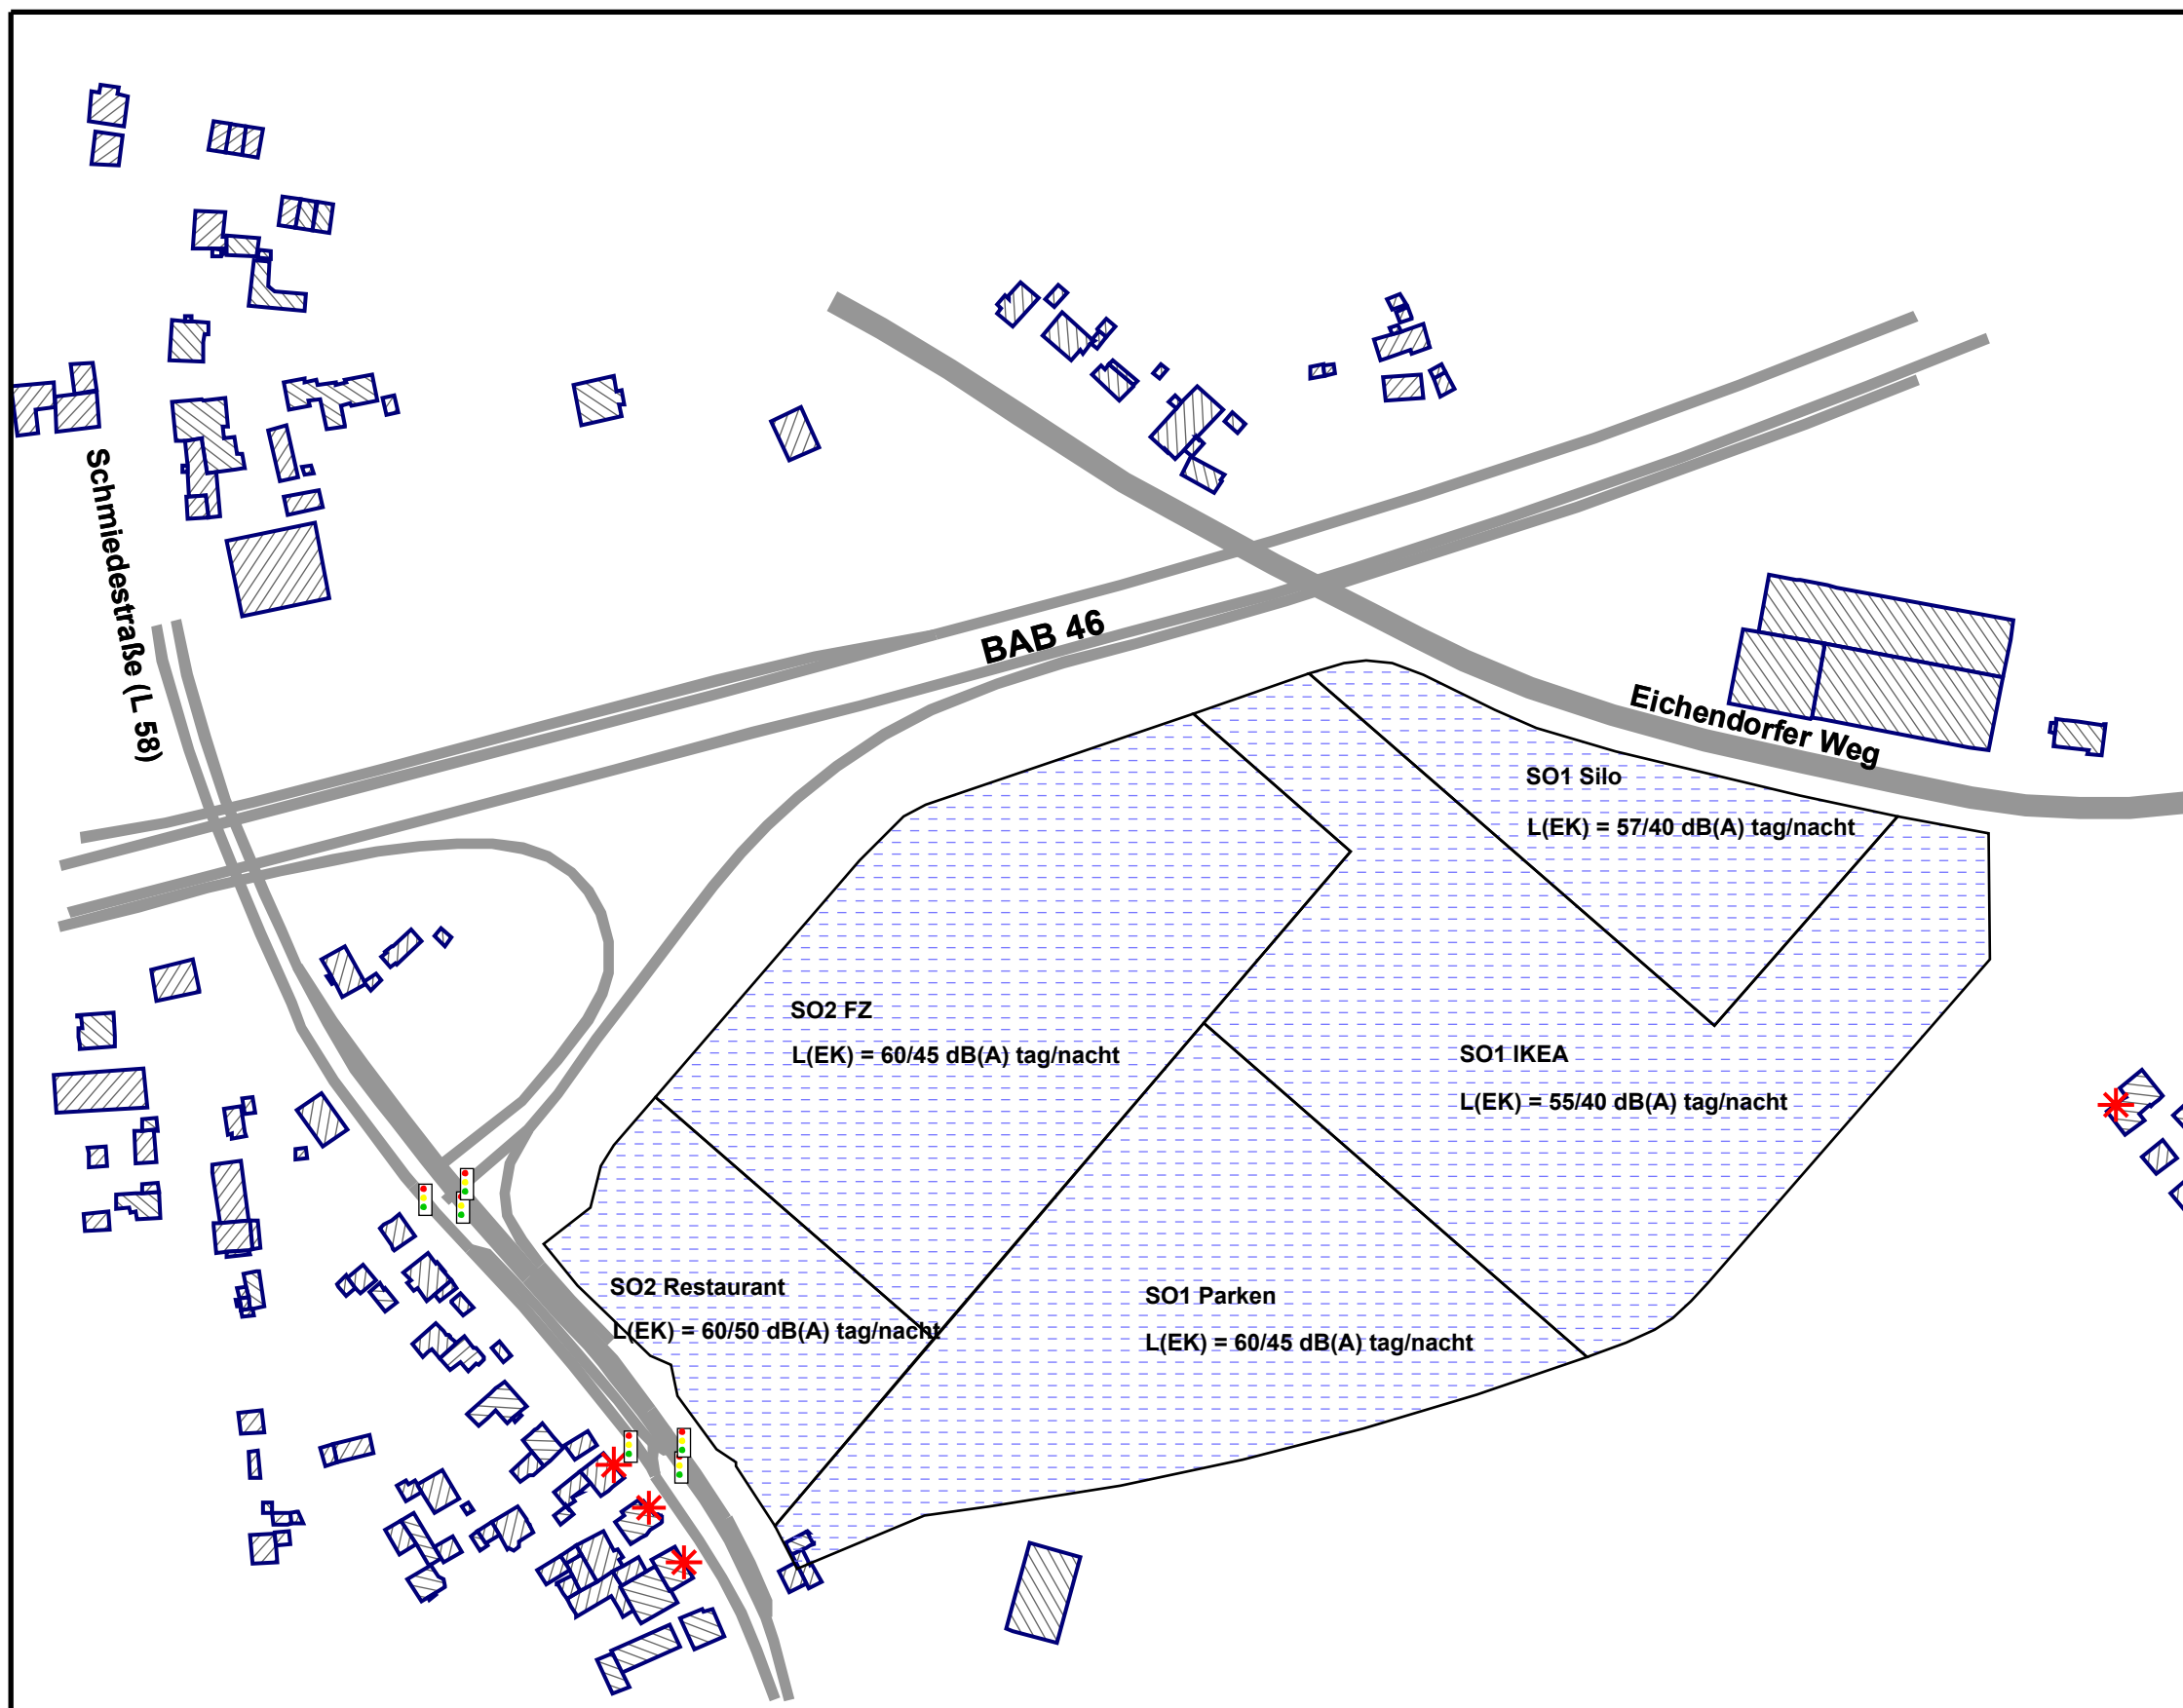 Schmiedestraße (L 58)
BAB 46
Eichendorfer Weg
SO1 Silo
L(EK) = 57/40 dB(A) tag/nacht
SO2 FZ
L(EK) = 60/45 dB(A) tag/nacht
SO1 IKEA
L(EK) = 55/40 dB(A) tag/nacht
SO2 Restaurant
L(EK) = 60/50 dB(A) tag/nacht
SO1 Parken
L(EK) = 60/45 dB(A) tag/nacht